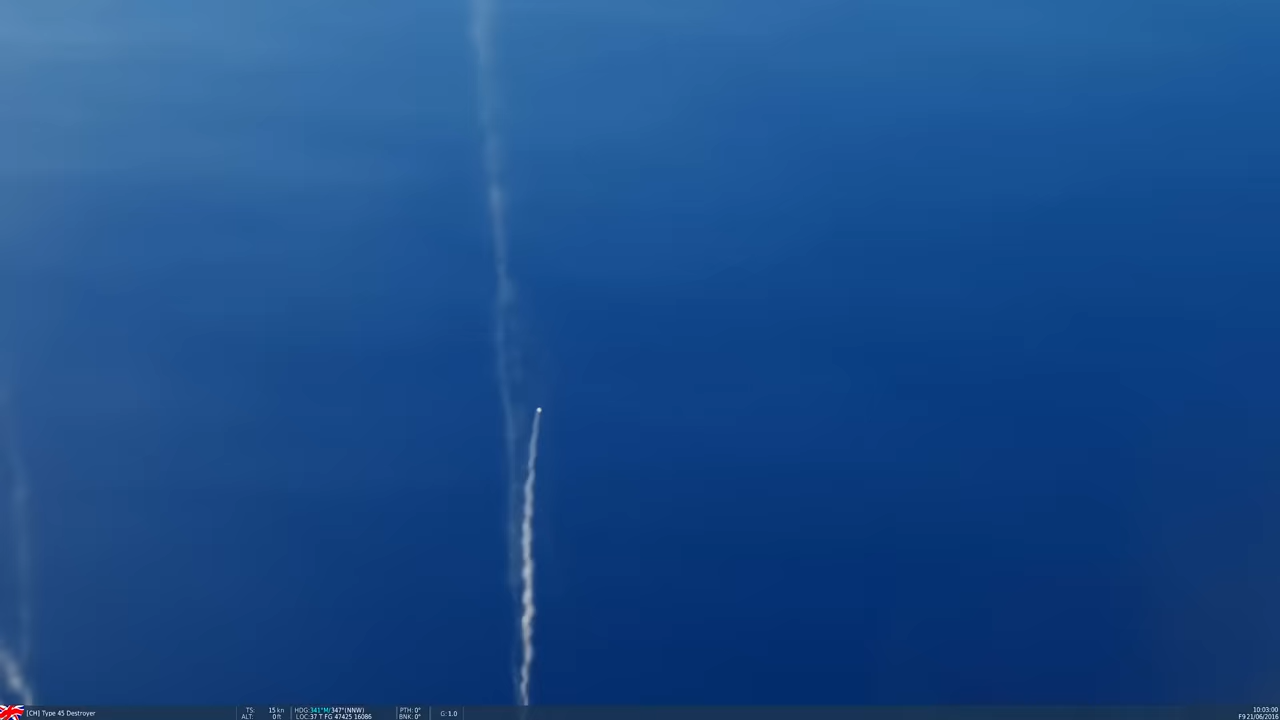 [CH] Type 45 Destroyer
TS: 15 kn
ALT: 0 ft
HDG: 341°M/347°(NNW)
LOC: 37 T FG 47425 16086
PTH: 0°
BNK: 0°
G: 1.0
10:03:00
F9 21/06/2016